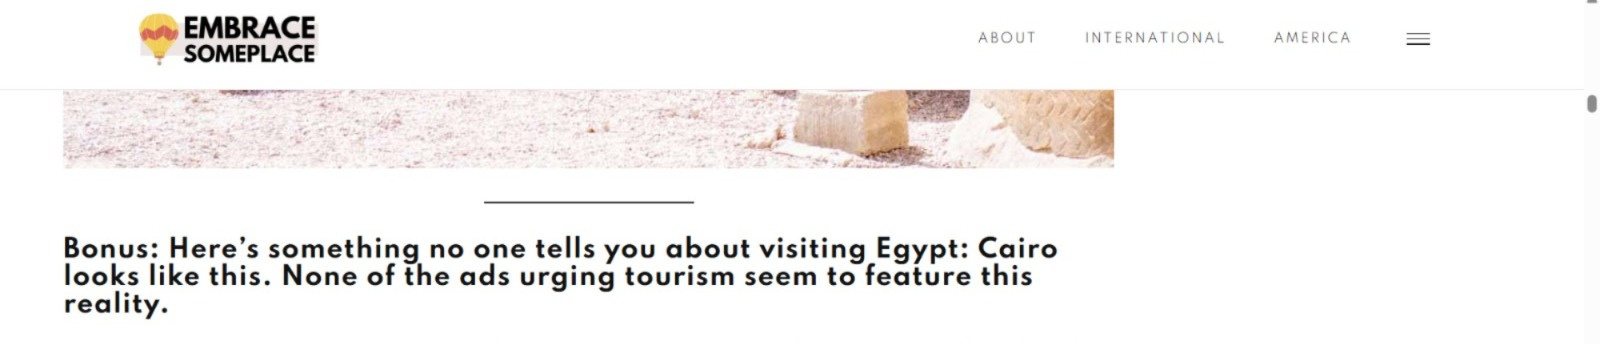 EMBRACE
SOMEPLACE
ABOUT INTERNATIONAL AMERICA
Bonus: Here’s something no one tells you about visiting Egypt: Cairo
looks like this. None of the ads urging tourism seem to feature this
reality.